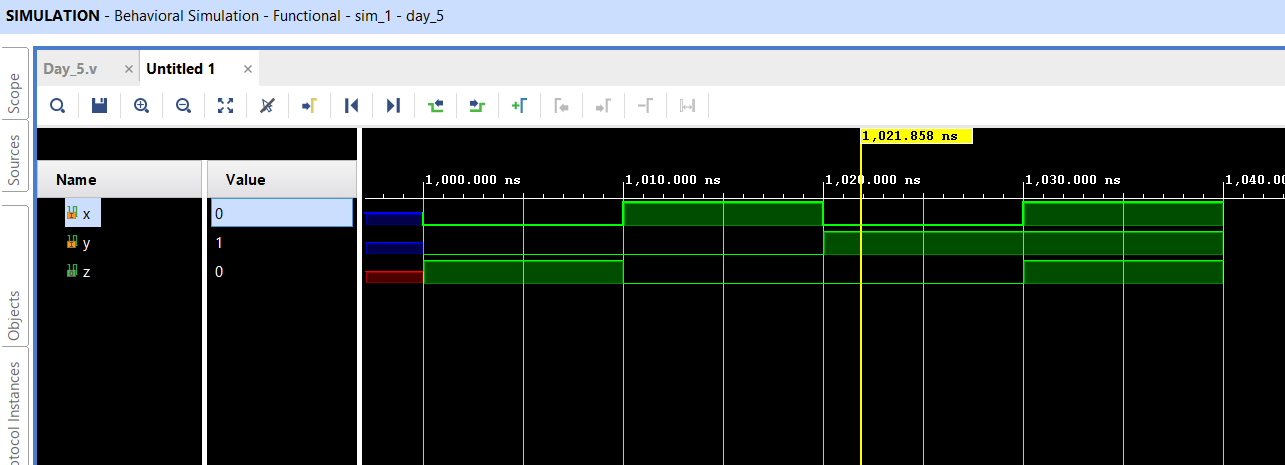 SIMULATION - Behavioral Simulation - Functional - sim_1 - day_5
Scope
Sources
Objects
otocol Instances
Day_5.v × Untitled 1 ×
1,021.858 ns
Name Value
1,000.000 ns 1,010.000 ns 1,020.000 ns 1,030.000 ns 1,040.0
x 0
y 1
z 0